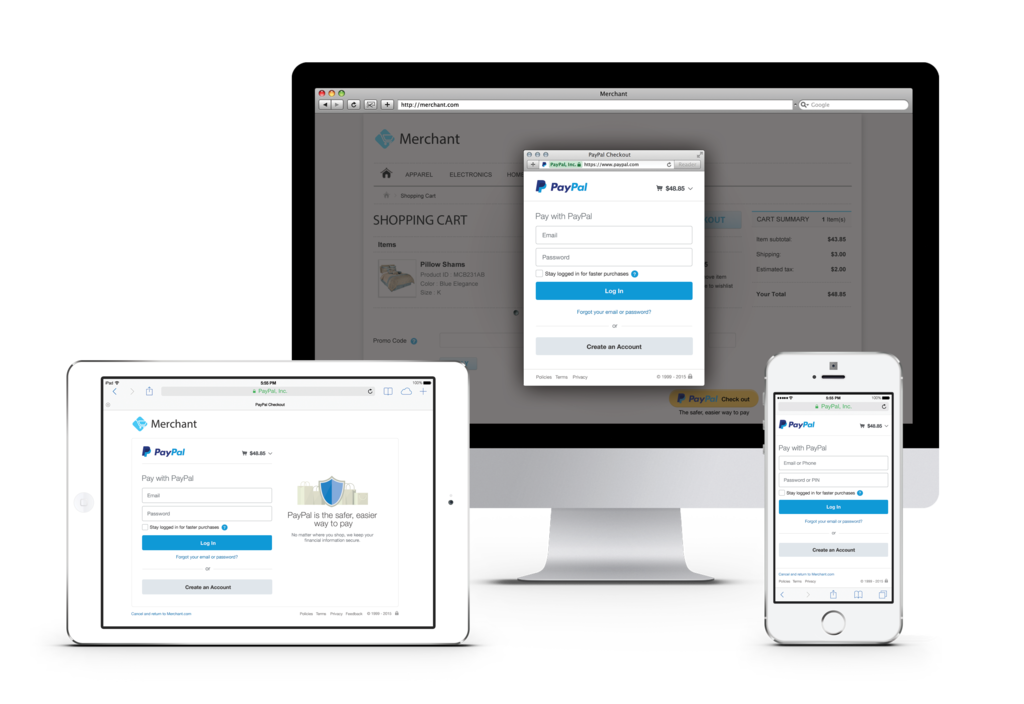 Merchant
http://merchant.com
Google
Merchant
APPAREL ELECTRONICS HOME
Shopping Cart
SHOPPING CART
Items
Pillow Shams
Product ID : MCB231AB
Color : Blue Elegance
Size : K
Promo Code ?
CART SUMMARY 1 item(s)
Item subtotal: $43.85
Shipping: $3.00
Estimated tax: $2.00
Your Total $48.85
PayPal Check out
The safer, easier way to pay
PayPal Checkout
PayPal, Inc. https://www.paypal.com Reader
PayPal $48.85
Pay with PayPal
Email
Password
Stay logged in for faster purchases ?
Log In
Forgot your email or password?
or
Create an Account
Policies Terms Privacy © 1999 - 2015
iPad 5:55 PM 100%
PayPal, Inc.
PayPal Checkout
Merchant
PayPal $48.85
Pay with PayPal
Email
Password
Stay logged in for faster purchases ?
Log In
Forgot your email or password?
or
Create an Account
PayPal is the safer, easier
way to pay
No matter where you shop, we keep your
financial information secure.
Cancel and return to Merchant.com
Policies Terms Privacy Feedback © 1999 - 2015
5:55 PM 100%
PayPal, Inc.
PayPal $48.85
Pay with PayPal
Email or Phone
Password or PIN
Stay logged in for faster purchases ?
Log In
Forgot your email or password?
or
Create an Account
Cancel and return to Merchant.com
Policies Terms Privacy © 1999 - 2015